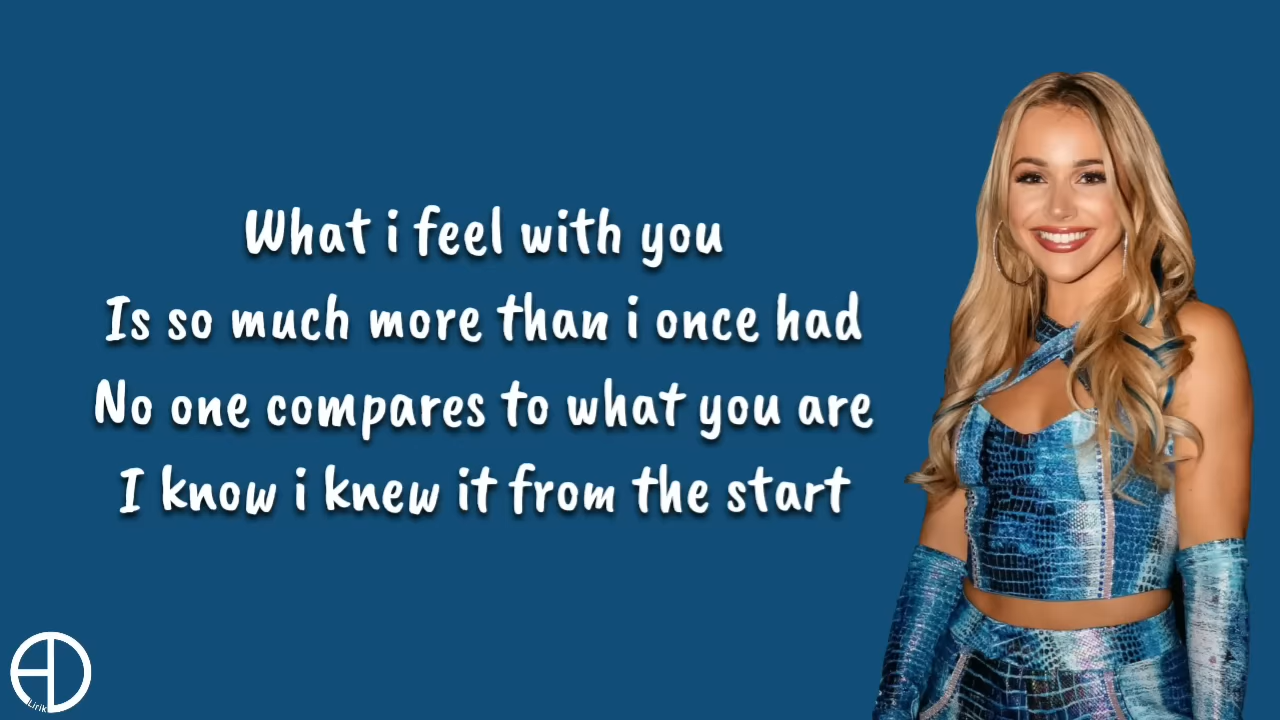 What i feel with you
Is so much more than i once had
No one compares to what you are
I know i knew it from the start
Lirik